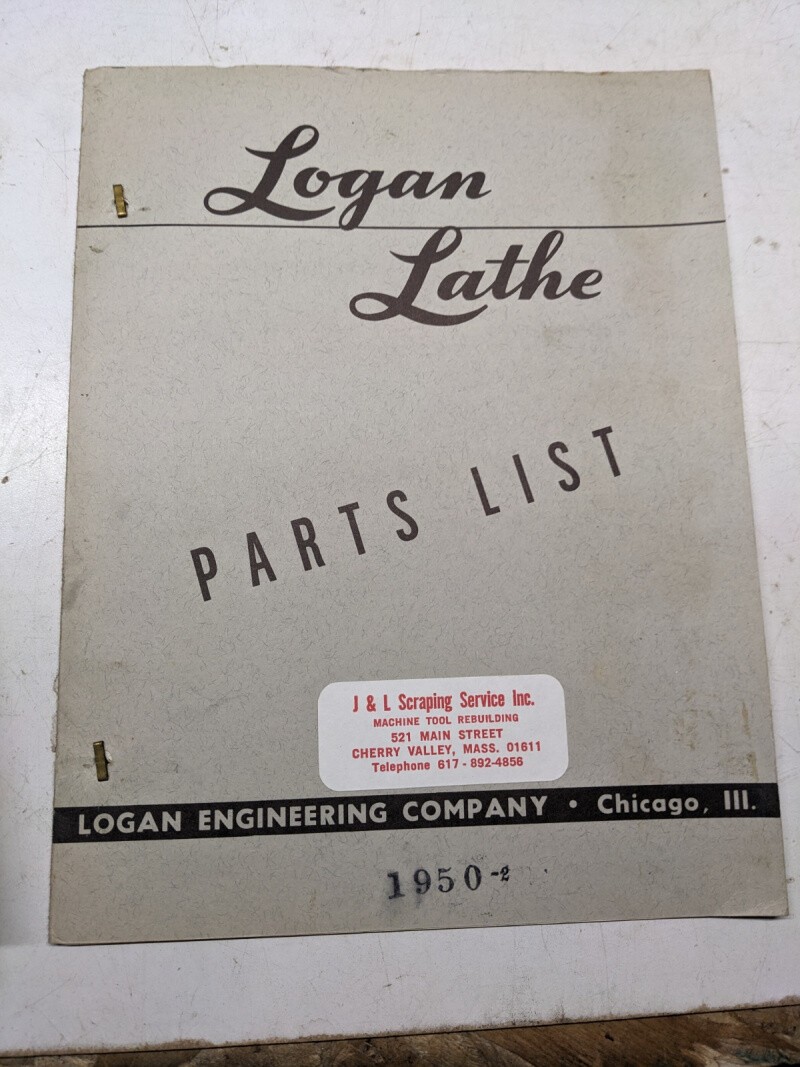 Logan
Lathe
PARTS LIST
J & L Scraping Service Inc.
MACHINE TOOL REBUILDING
521 MAIN STREET
CHERRY VALLEY, MASS. 01611
Telephone 617 - 892-4856
LOGAN ENGINEERING COMPANY • Chicago, Ill.
1950-2